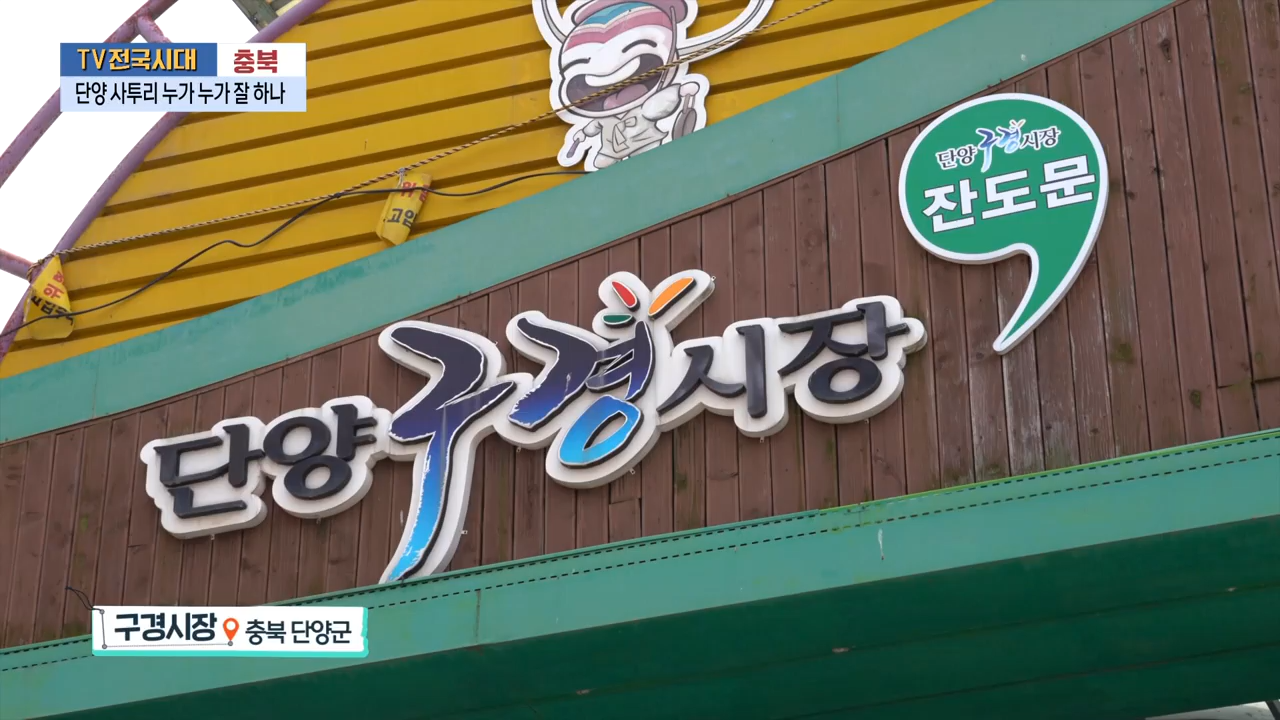 TV전국시대 충북
단양 사투리 누가 누가 잘 하나
단양구경시장
잔도문
단양구경시장
구경시장 충북 단양군